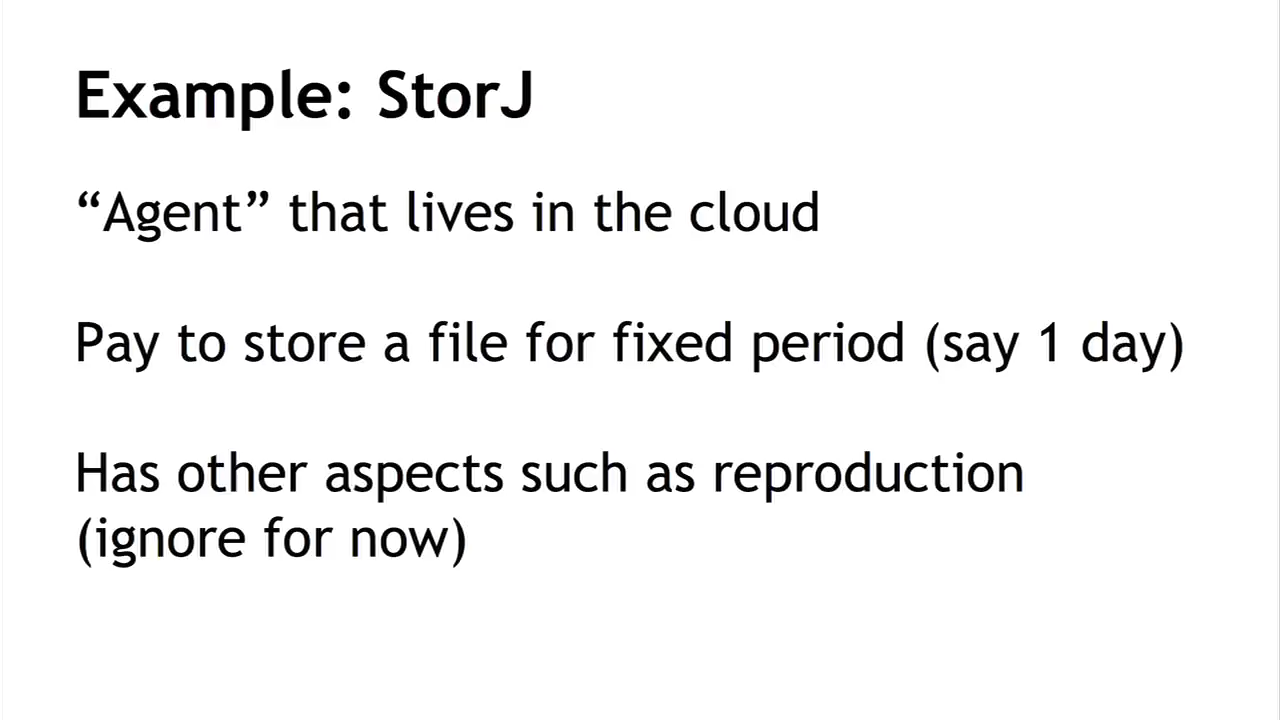 Example: StorJ
“Agent” that lives in the cloud
Pay to store a file for fixed period (say 1 day)
Has other aspects such as reproduction
(ignore for now)